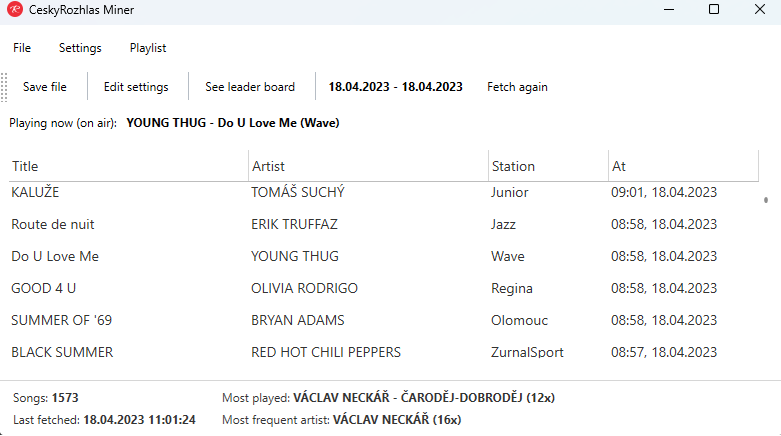 CeskyRozhlas Miner
File Settings Playlist
Save file Edit settings See leader board 18.04.2023 - 18.04.2023 Fetch again
Playing now (on air): YOUNG THUG - Do U Love Me (Wave)
Title Artist Station At
KALUŽE TOMÁŠ SUCHÝ Junior 09:01, 18.04.2023
Route de nuit ERIK TRUFFAZ Jazz 08:58, 18.04.2023
Do U Love Me YOUNG THUG Wave 08:58, 18.04.2023
GOOD 4 U OLIVIA RODRIGO Regina 08:58, 18.04.2023
SUMMER OF '69 BRYAN ADAMS Olomouc 08:58, 18.04.2023
BLACK SUMMER RED HOT CHILI PEPPERS ZurnalSport 08:57, 18.04.2023
Songs: 1573 Most played: VÁCLAV NECKÁŘ - ČARODĚJ-DOBRODĚJ (12x)
Last fetched: 18.04.2023 11:01:24 Most frequent artist: VÁCLAV NECKÁŘ (16x)